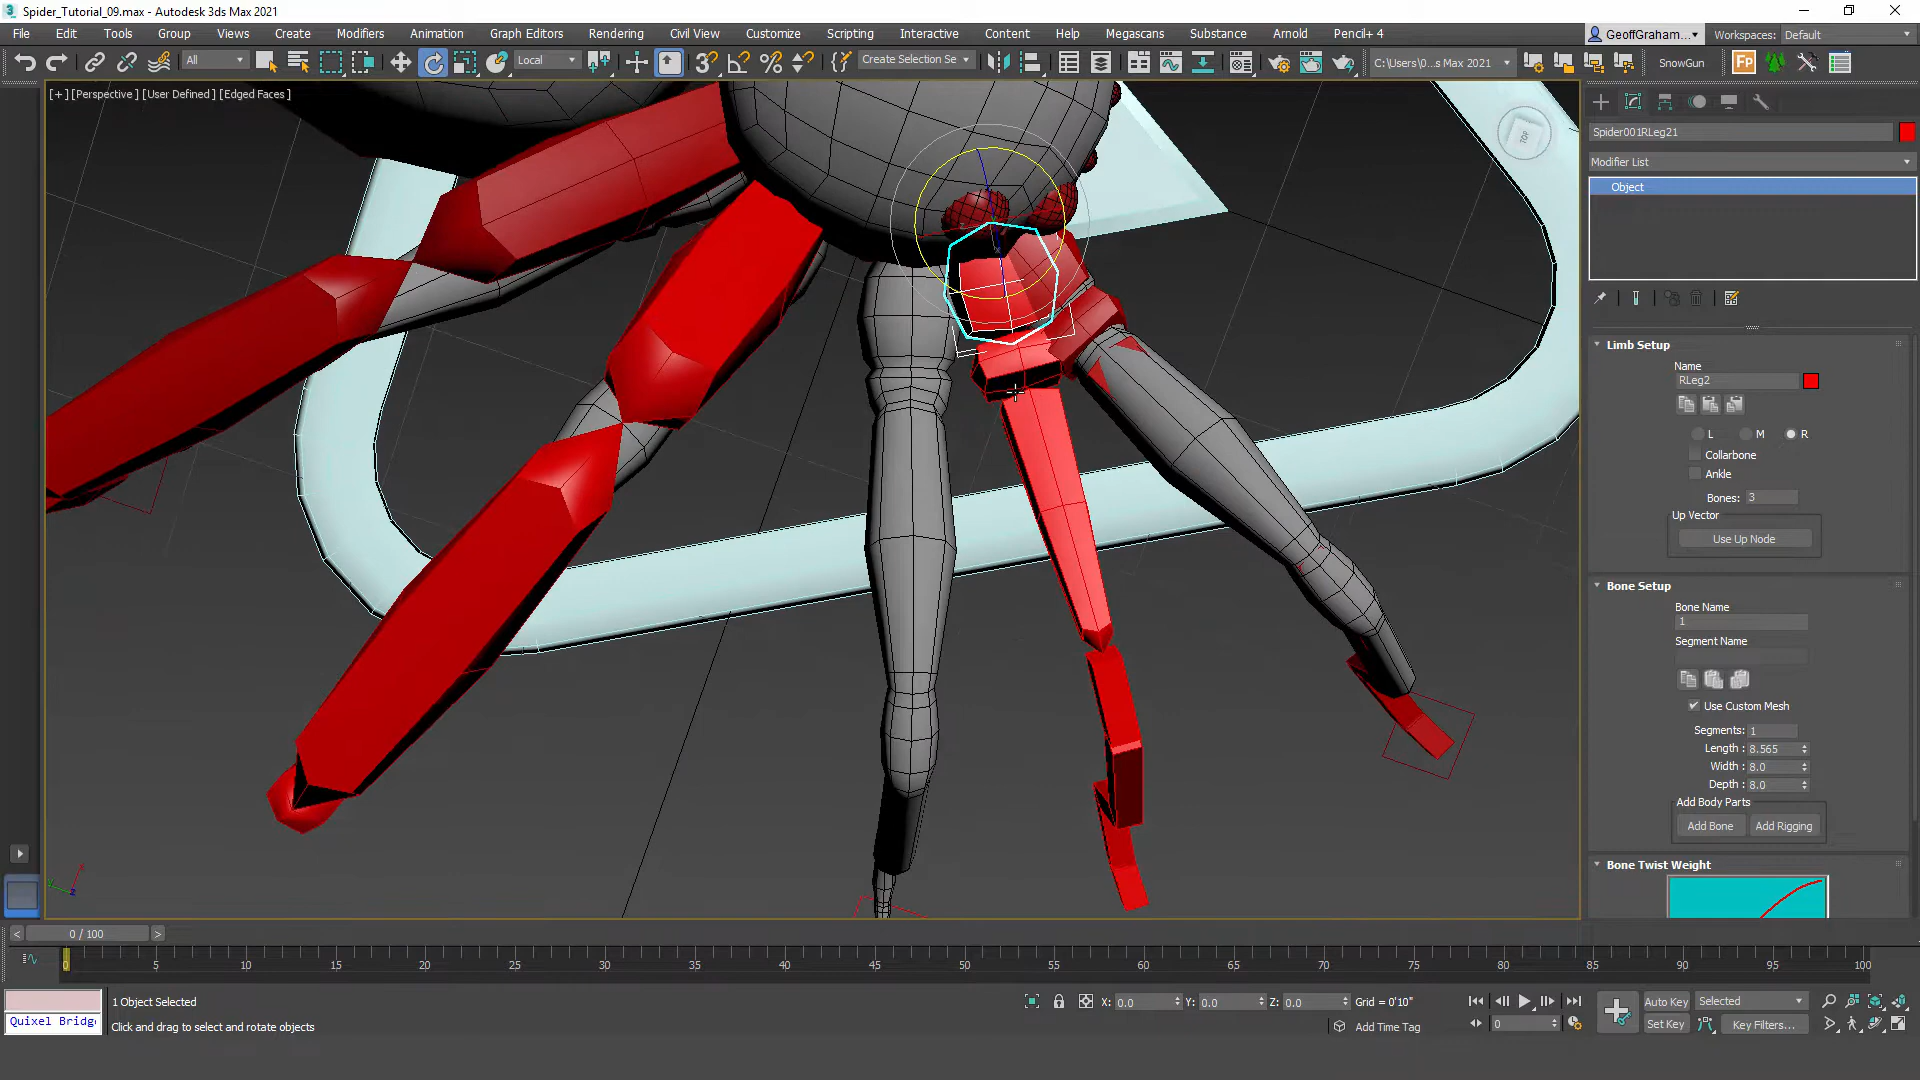 Spider_Tutorial_09.max - Autodesk 3ds Max 2021
File Edit Tools Group Views Create Modifiers Animation Graph Editors Rendering Civil View Customize Scripting Interactive Content Help Megascans Substance Arnold Pencil+ 4 GeoffGraham... Workspaces: Default
All Local Create Selection Se C:\Users\0...s Max 2021 SnowGun
[+] [Perspective] [User Defined] [Edged Faces]
TOP
Spider001RLeg21
Modifier List
Object
Limb Setup
Name
RLeg2
L M R
Collarbone
Ankle
Bones: 3
Up Vector
Use Up Node
Bone Setup
Bone Name
1
Segment Name
Use Custom Mesh
Segments: 1
Length : 8.565
Width : 8.0
Depth : 8.0
Add Body Parts
Add Bone Add Rigging
Bone Twist Weight
< 0 / 100 >
0 5 10 15 20 25 30 35 40 45 50 55 60 65 70 75 80 85 90 95 100
1 Object Selected X: 0.0 Y: 0.0 Z: 0.0 Grid = 0'10" Auto Key Selected
Quixel Bridg Click and drag to select and rotate objects Add Time Tag 0 Set Key Key Filters...